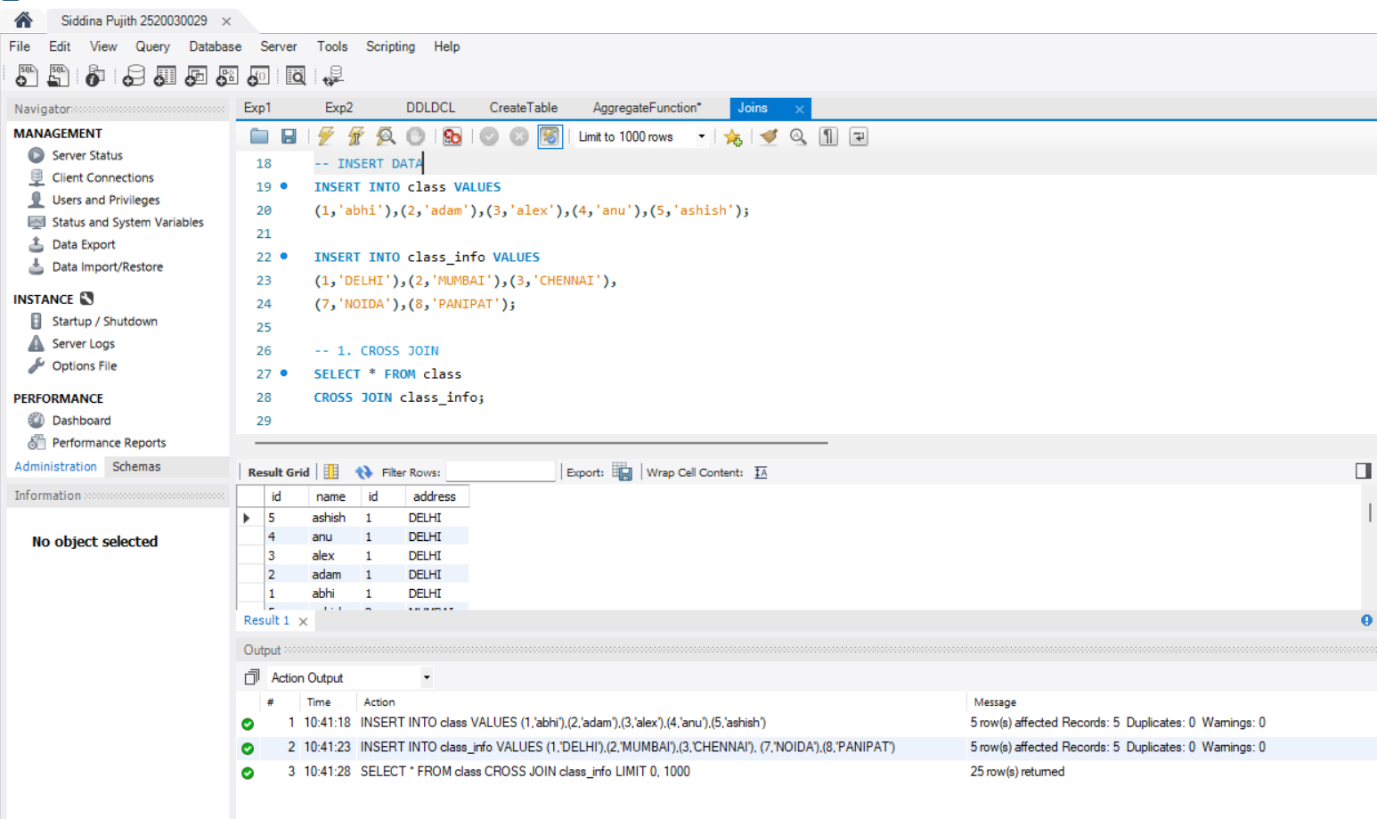 Siddina Pujith 2520030029 ×
File Edit View Query Database Server Tools Scripting Help
Navigator
MANAGEMENT
Server Status
Client Connections
Users and Privileges
Status and System Variables
Data Export
Data Import/Restore
INSTANCE
Startup / Shutdown
Server Logs
Options File
PERFORMANCE
Dashboard
Performance Reports
Administration Schemas
Information
No object selected
Exp1 Exp2 DDLDCL CreateTable AggregateFunction* Joins ×
Limit to 1000 rows
18 -- INSERT DATA
19 INSERT INTO class VALUES
20 (1,'abhi'),(2,'adam'),(3,'alex'),(4,'anu'),(5,'ashish');
21
22 INSERT INTO class_info VALUES
23 (1,'DELHI'),(2,'MUMBAI'),(3,'CHENNAI'),
24 (7,'NOIDA'),(8,'PANIPAT');
25
26 -- 1. CROSS JOIN
27 SELECT * FROM class
28 CROSS JOIN class_info;
29
Result Grid Filter Rows: Export: Wrap Cell Content:
id name id address
5 ashish 1 DELHI
4 anu 1 DELHI
3 alex 1 DELHI
2 adam 1 DELHI
1 abhi 1 DELHI
Result 1 ×
Output
Action Output
# Time Action Message
1 10:41:18 INSERT INTO class VALUES (1,'abhi'),(2,'adam'),(3,'alex'),(4,'anu'),(5,'ashish') 5 row(s) affected Records: 5 Duplicates: 0 Warnings: 0
2 10:41:23 INSERT INTO class_info VALUES (1,'DELHI'),(2,'MUMBAI'),(3,'CHENNAI'), (7,'NOIDA'),(8,'PANIPAT') 5 row(s) affected Records: 5 Duplicates: 0 Warnings: 0
3 10:41:28 SELECT * FROM class CROSS JOIN class_info LIMIT 0, 1000 25 row(s) returned